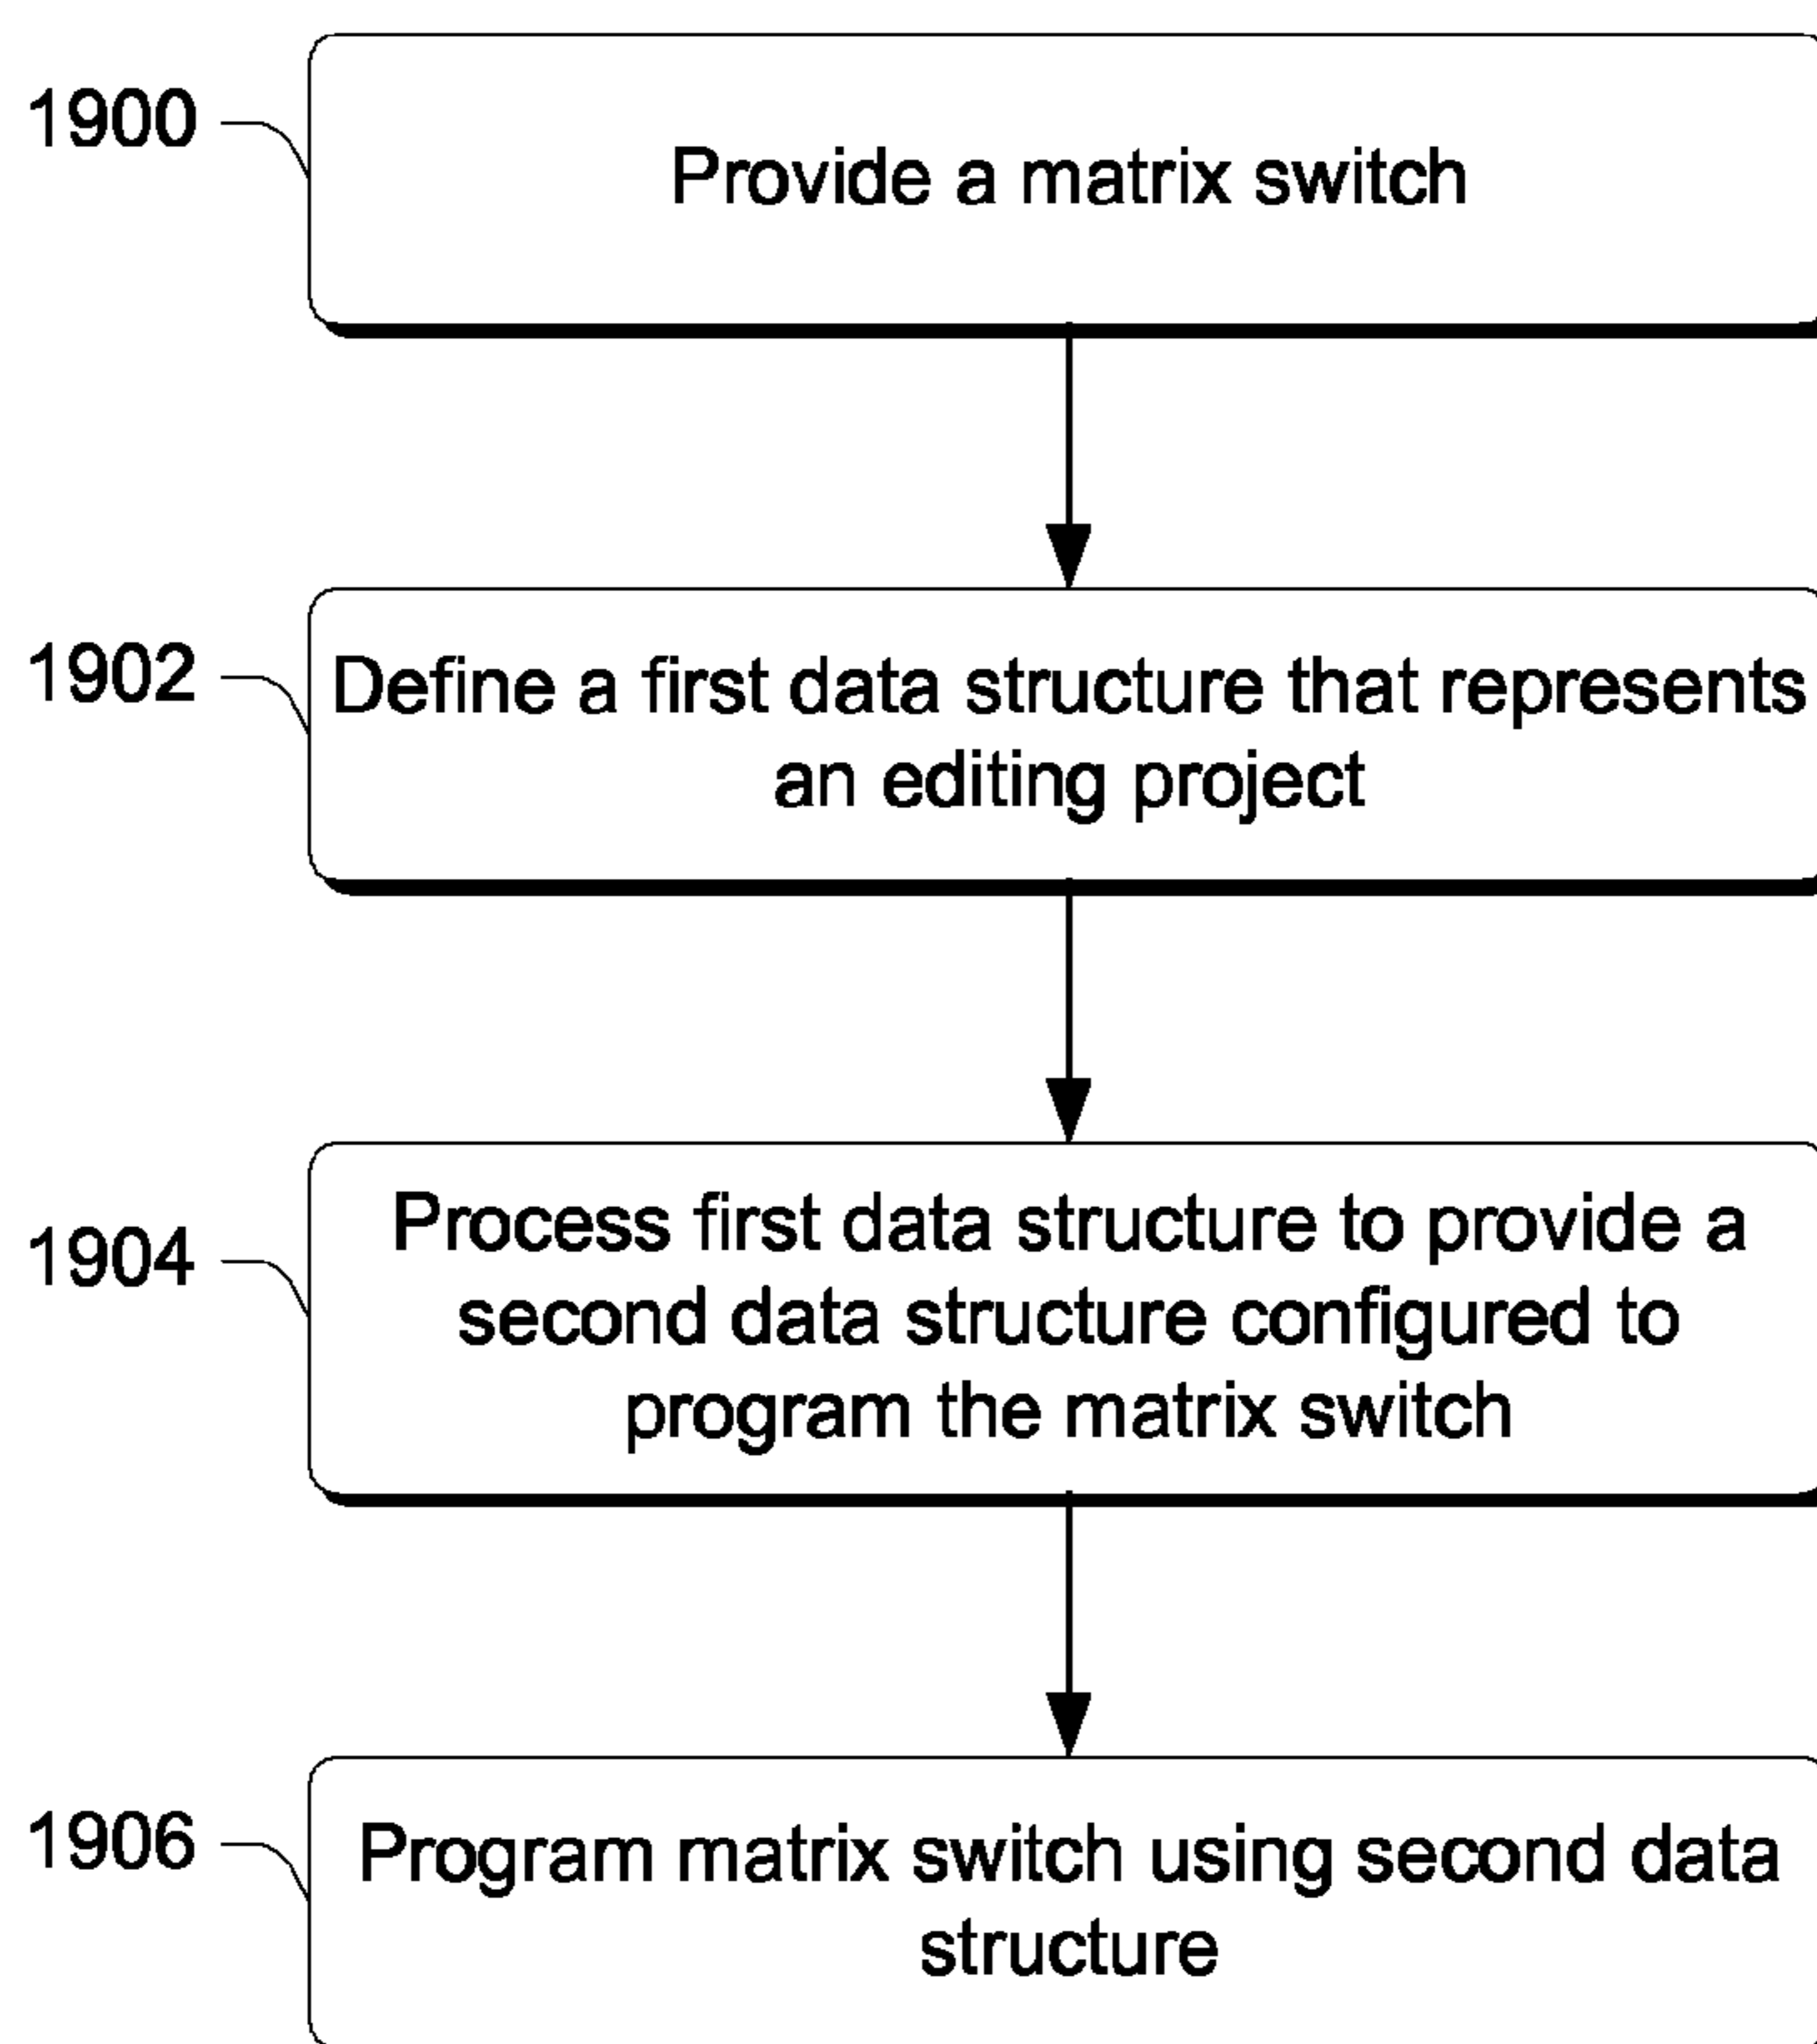 1900
Provide a matrix switch
1902
Define a first data structure that represents
an editing project
1904
Process first data structure to provide a
second data structure configured to
program the matrix switch
1906
Program matrix switch using second data
structure